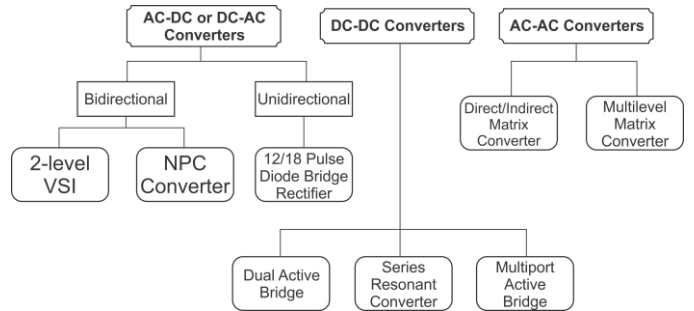 AC-DC or DC-AC
Converters
DC-DC Converters
AC-AC Converters
Bidirectional
Unidirectional
Direct/Indirect
Matrix
Converter
Multilevel
Matrix
Converter
2-level
VSI
NPC
Converter
12/18 Pulse
Diode Bridge
Rectifier
Dual Active
Bridge
Series
Resonant
Converter
Multiport
Active
Bridge